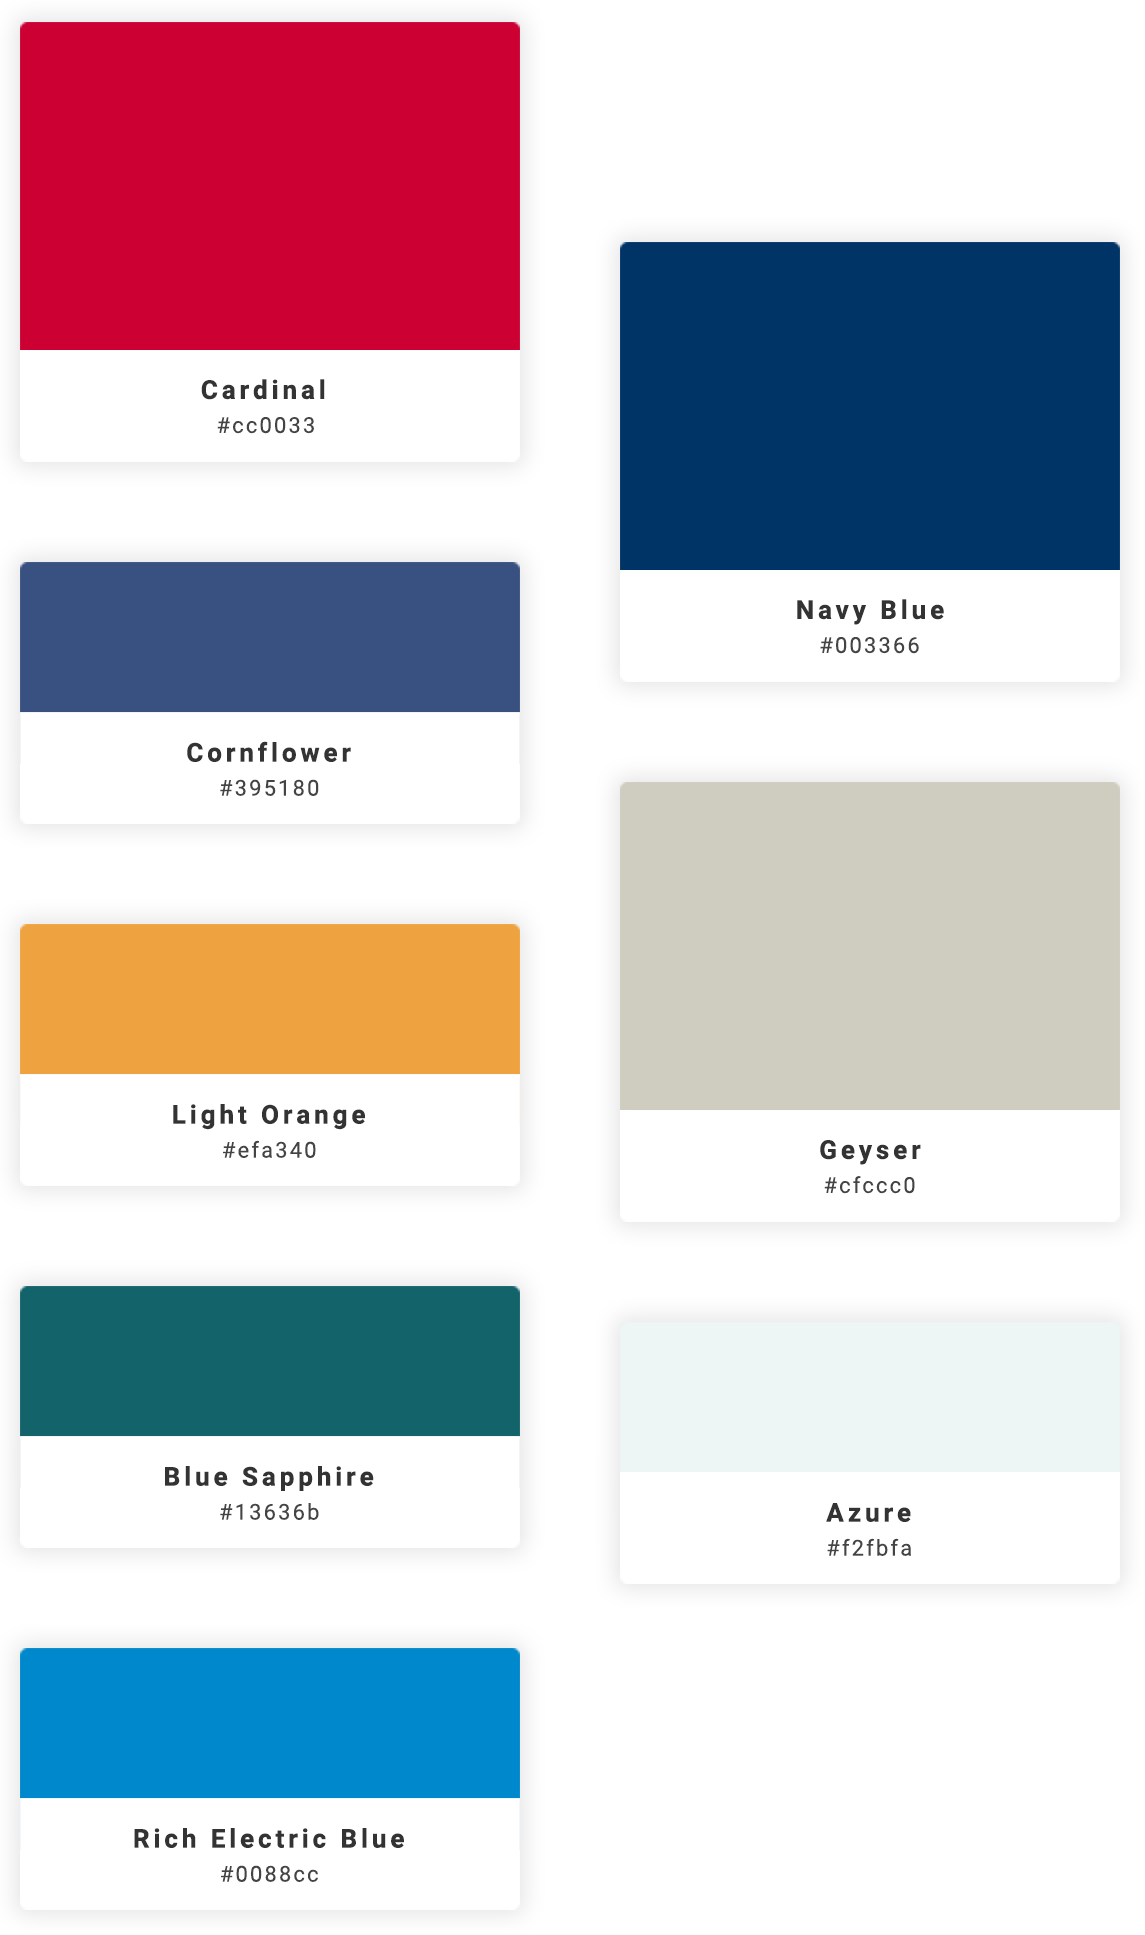 Cardinal
#cc0033
Navy Blue
#003366
Cornflower
#395180
Light Orange
#efa340
Geyser
#cfccc0
Blue Sapphire
#13636b
Azure
#f2fbfa
Rich Electric Blue
#0088cc